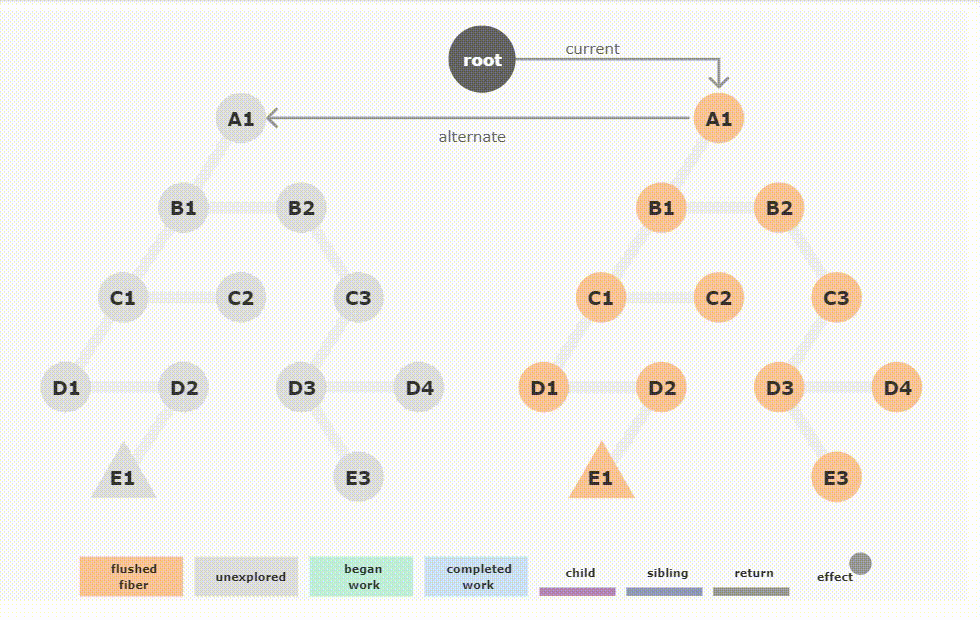 root
current
A1
A1
alternate
B1
B2
B1
B2
C1
C2
C3
C1
C2
C3
D1
D2
D3
D4
D1
D2
D3
D4
E1
E3
E1
E3
flushed
fiber
unexplored
began
work
completed
work
child
sibling
return
effect